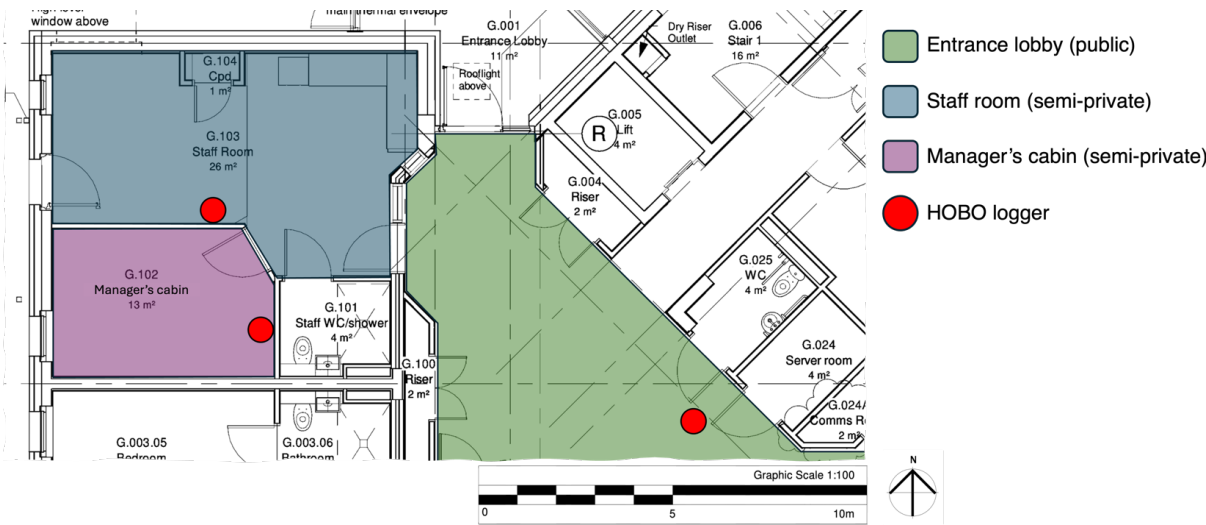 window above
main thermal envelope
G.001
Entrance Lobby
11 m²
Rooflight
above
Dry Riser
Outlet
G.006
Stair 1
16 m²
G.104
Cpd
1 m²
G.103
Staff Room
26 m²
G.005
Lift
4 m²
R
G.004
Riser
2 m²
G.102
Manager's cabin
13 m²
G.101
Staff WC/shower
4 m²
G.100
Riser
2 m²
G.025
WC
4 m²
G.024
Server room
4 m²
G.024A
Comms R
2 m²
G.003.05
Bedroom
G.003.06
Bathroom
Entrance lobby (public)
Staff room (semi-private)
Manager's cabin (semi-private)
HOBO logger
Graphic Scale 1:100
0
5
10m
N